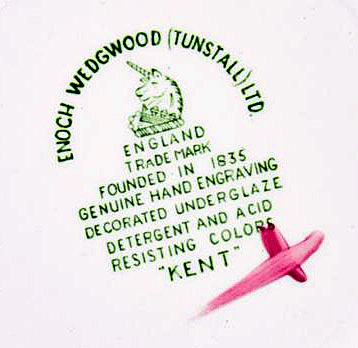 ENOCH WEDGWOOD (TUNSTALL) LTD.
ENGLAND
TRADE MARK
FOUNDED IN 1835
GENUINE HAND ENGRAVING
DECORATED UNDERGLAZE
DETERGENT AND ACID
RESISTING COLORS
"KENT"